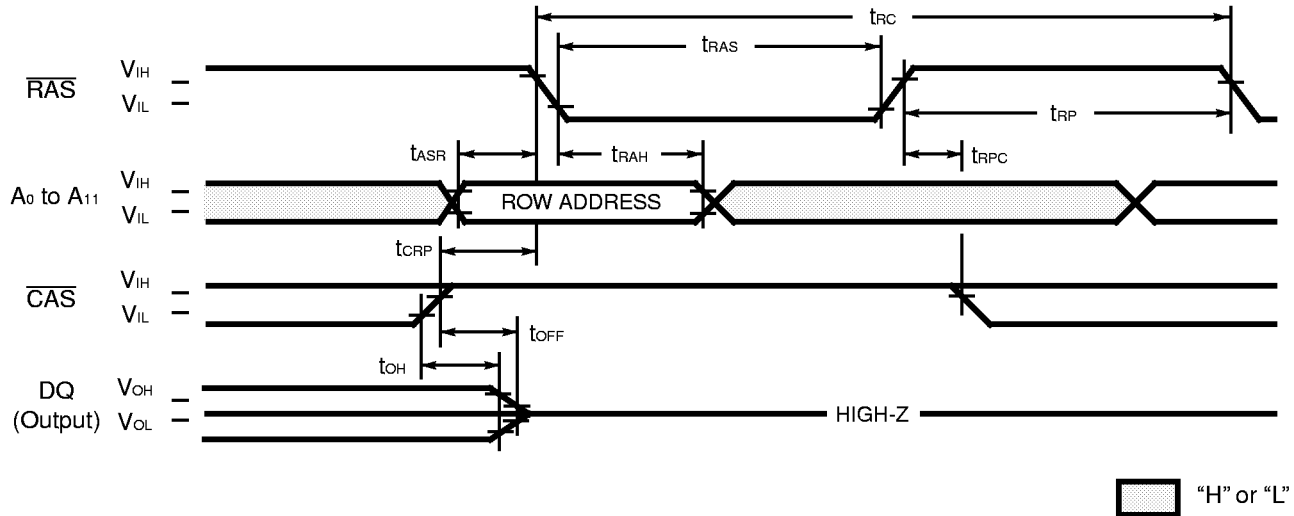 tRC
tRAS
RAS
VIH
VIL
tRP
tASR
tRAH
tRPC
A0 to A11
VIH
VIL
ROW ADDRESS
tCRP
CAS
VIH
VIL
tOFF
tOH
DQ
(Output)
VOH
VOL
HIGH-Z
“H” or “L”